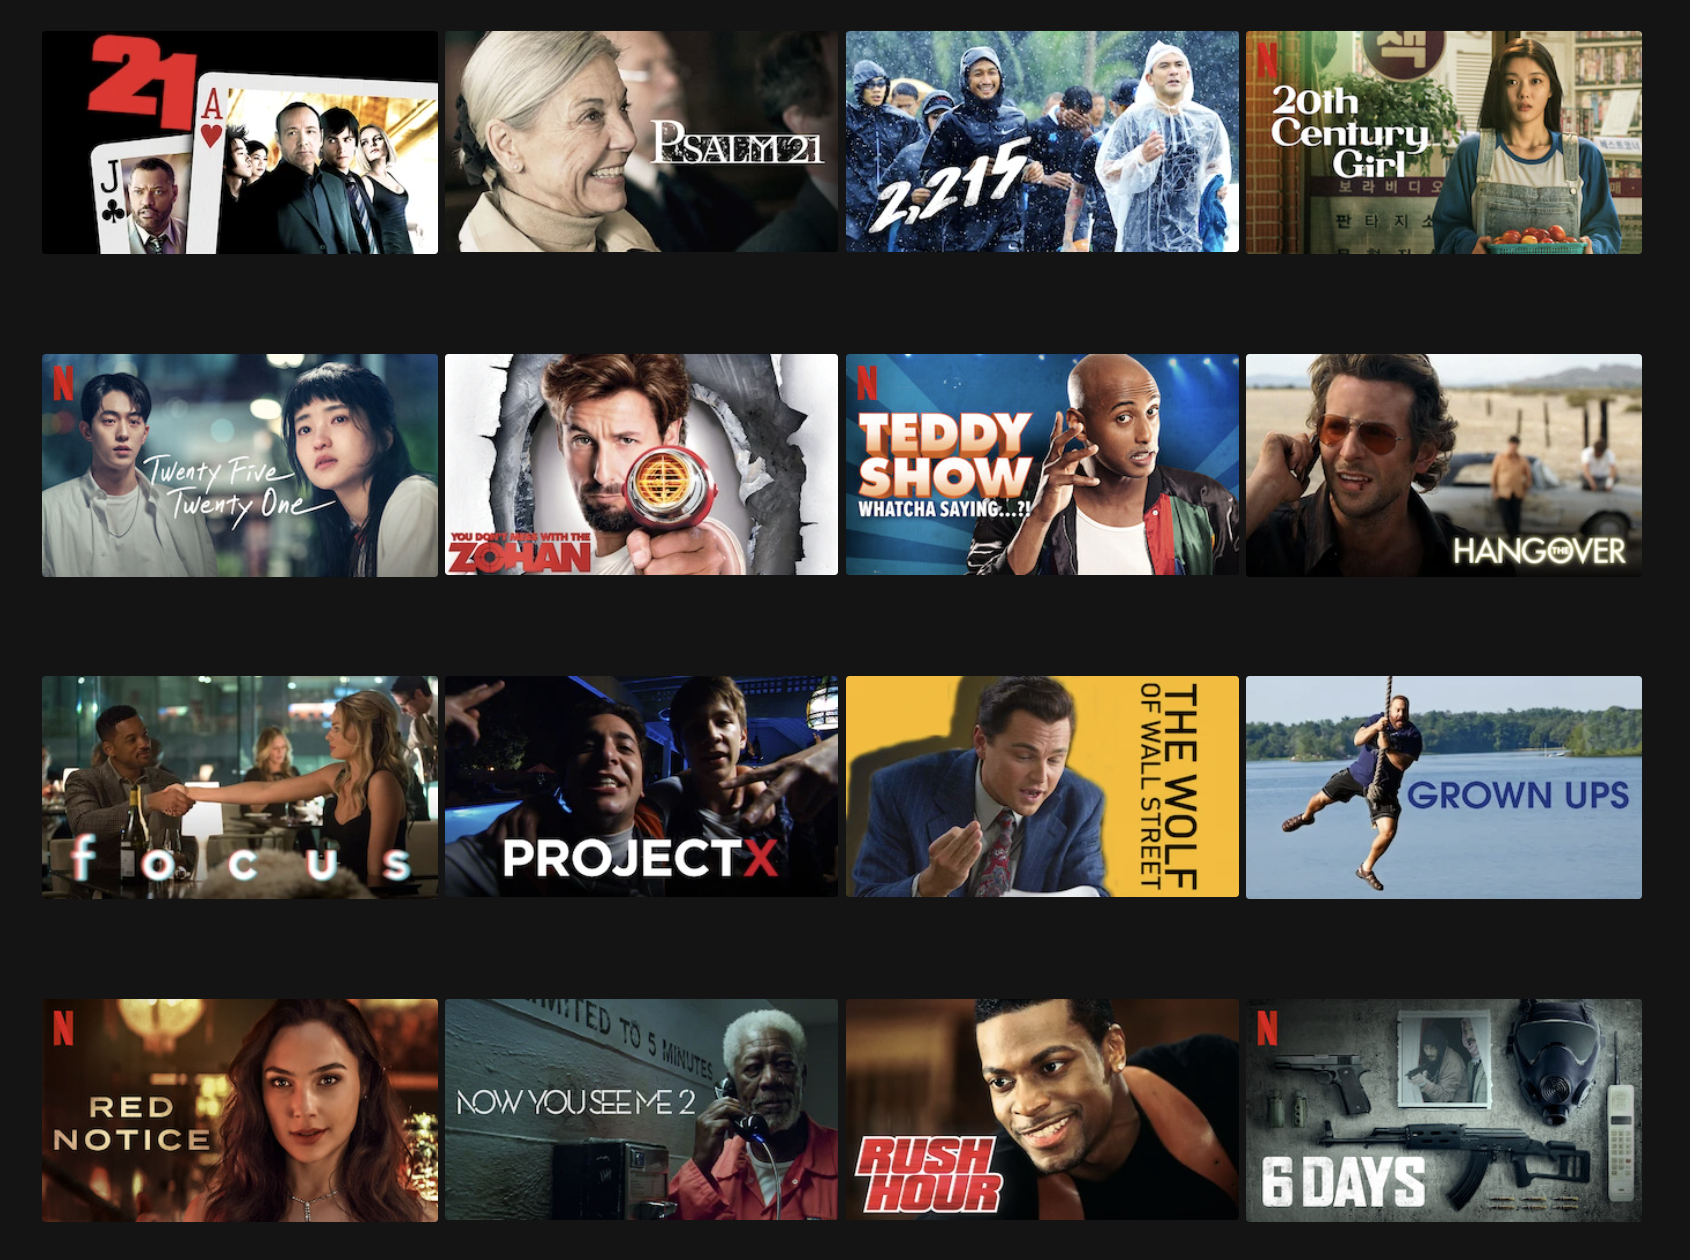 21
A
J
PSALM 21
2,215
색
N
20th
Century
Girl
보라비디오
판타지소
N
Twenty Five
Twenty One
YOU DON'T MESS WITH THE
ZOHAN
N
TEDDY
SHOW
WHATCHA SAYING...?!
THE HANGOVER
focus
PROJECT X
THE WOLF
OF WALL STREET
GROWN UPS
N
RED
NOTICE
LIMITED TO 5 MINUTES
NOW YOU SEE ME 2
RUSH
HOUR
N
6 DAYS